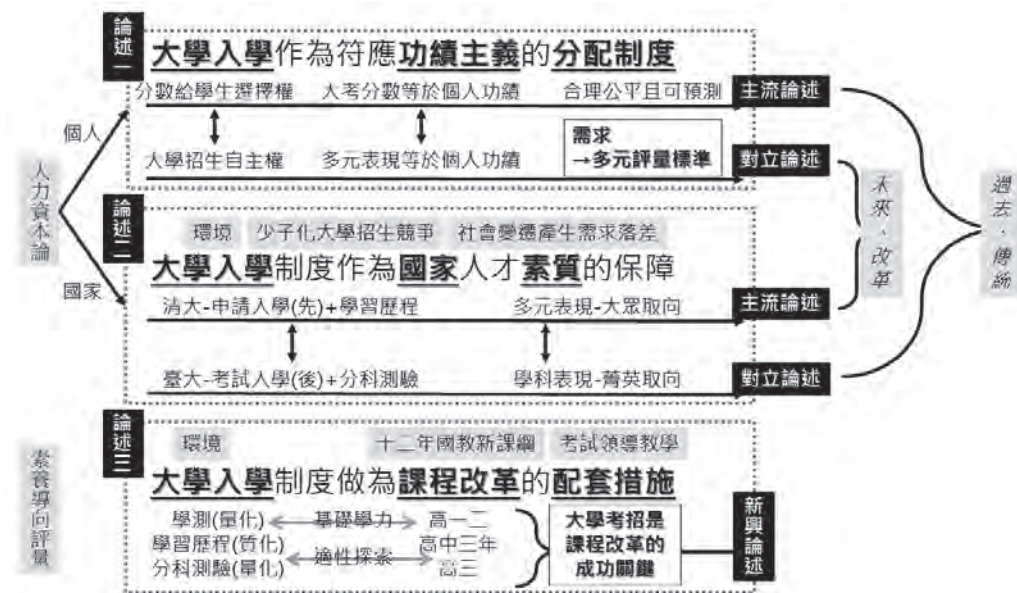 論述一
大學入學作為符應功績主義的分配制度
分數給學生選擇權 大考分數等於個人功績 合理公平且可預測 主流論述
個人
大學招生自主權 多元表現等於個人功績 需求
→多元評量標準 對立論述
人力資本論
未來、改革
過去、傳統
論述二
環境 少子化大學招生競爭 社會變遷產生需求落差
大學入學制度作為國家人才素質的保障
國家
清大-申請入學(先)+學習歷程 多元表現-大眾取向 主流論述
臺大-考試入學(後)+分科測驗 學科表現-菁英取向 對立論述
論述三
環境 十二年國教新課綱 考試領導教學
大學入學制度做為課程改革的配套措施
素養導向評量
學測(量化) 基礎學力 高一二
學習歷程(質化) 適性探索 高中三年
分科測驗(量化) 高三
大學考招是
課程改革的
成功關鍵
新興論述